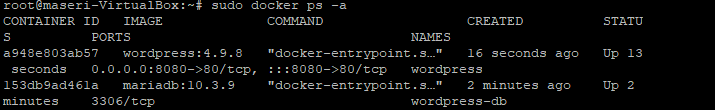 root@maseri-VirtualBox:~# sudo docker ps -a
CONTAINER ID   IMAGE             COMMAND                  CREATED          STATU
S         PORTS                                   NAMES
a948e803ab57   wordpress:4.9.8   "docker-entrypoint.s…"   16 seconds ago   Up 13
 seconds   0.0.0.0:8080->80/tcp, :::8080->80/tcp   wordpress
153db9ad461a   mariadb:10.3.9    "docker-entrypoint.s…"   2 minutes ago    Up 2
minutes   3306/tcp                                wordpress-db